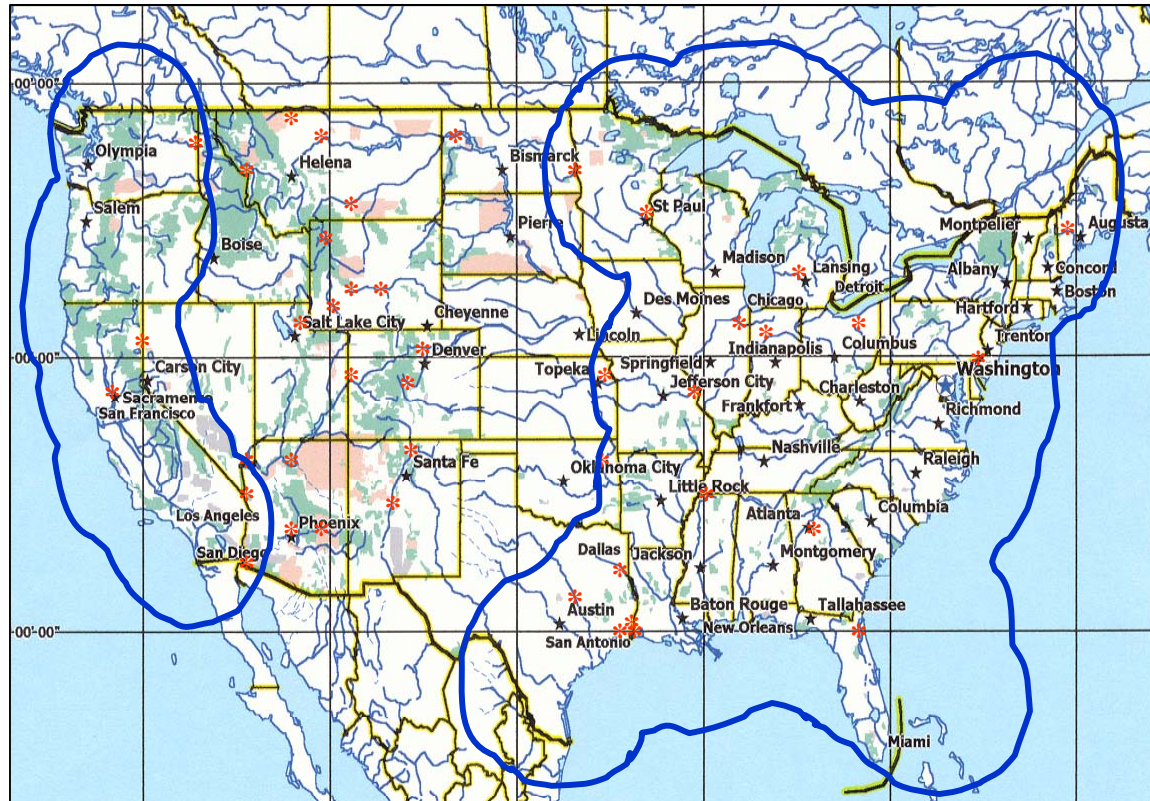 00°00'00"
Olympia
Helena
Bismarck
Salem
St Paul
Montpelier
Augusta
Pierre
Boise
Madison
Lansing
Albany
Concord
Detroit
Boston
Des Moines
Chicago
Hartford
Cheyenne
Salt Lake City
Lincoln
Trenton
Denver
Indianapolis
Columbus
Carson City
Topeka
Springfield
Washington
Jefferson City
Charleston
Sacramento
San Francisco
Frankfort
Richmond
Nashville
Santa Fe
Oklahoma City
Raleigh
Little Rock
Los Angeles
Atlanta
Columbia
Phoenix
San Diego
Dallas
Jackson
Montgomery
Austin
Baton Rouge
Tallahassee
New Orleans
San Antonio
Miami